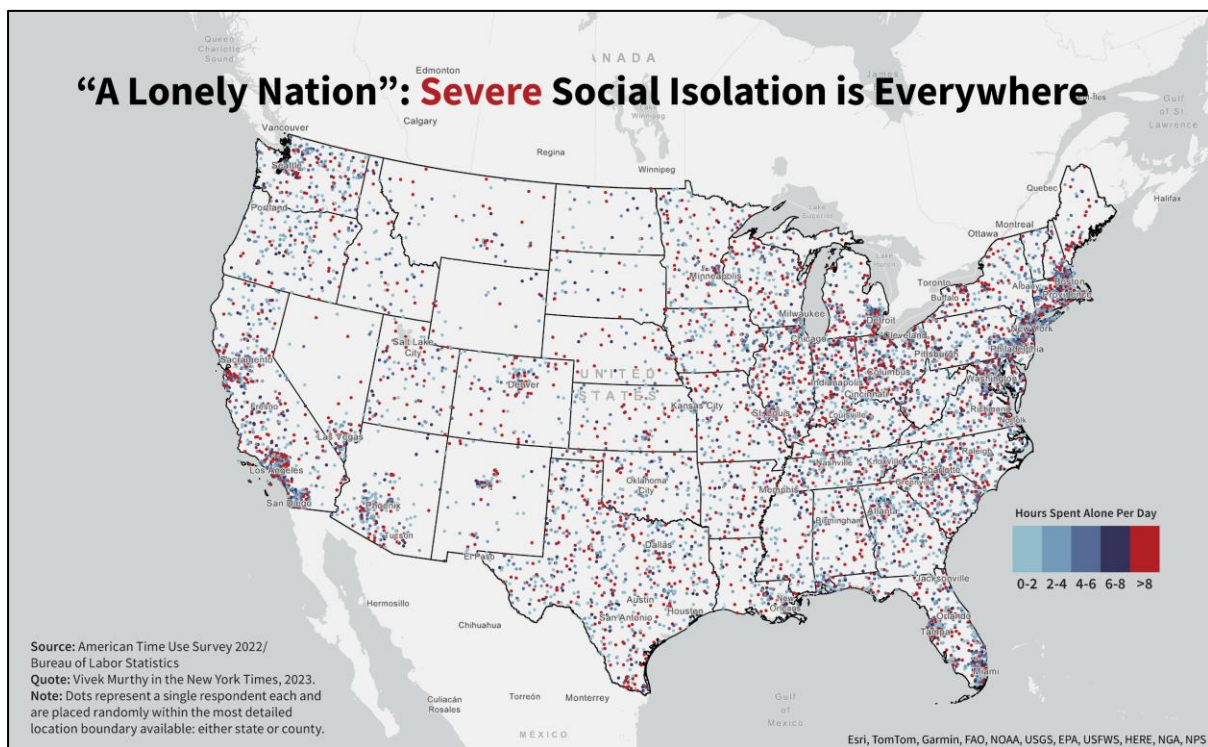 “A Lonely Nation”: Severe Social Isolation is Everywhere
Queen
Charlotte
Sound
Edmonton
ANADA
Calgary
Vancouver
Regina
Winnipeg
Gulf
of St.
Lawrence
Seattle
Portland
Quebec
Halifax
Montreal
Ottawa
Lake
Superior
Minneapolis
Toronto
Buffalo
Albany
Boston
Providence
Milwaukee
Detroit
Chicago
Cleveland
New York
Pittsburgh
Philadelphia
Salt Lake
City
Sacramento
Denver
UNITED
STATES
Columbus
Indianapolis
Cincinnati
Washington
Kansas City
St Louis
Louisville
Richmond
Norfolk
Fresno
Las Vegas
Nashville
Knoxville
Raleigh
Charlotte
Greenville
Los Angeles
Oklahoma
City
Memphis
San Diego
Phoenix
Tucson
Birmingham
Atlanta
Dallas
El Paso
Jacksonville
Austin
Houston
San Antonio
New
Orleans
Orlando
Tampa
Miami
Hermosillo
Chihuahua
Culiacán
Rosales
Torreón
Monterrey
MÉXICO
Gulf
of
Mexico
Hours Spent Alone Per Day
0-2 2-4 4-6 6-8 >8
Source: American Time Use Survey 2022/
Bureau of Labor Statistics
Quote: Vivek Murthy in the New York Times, 2023.
Note: Dots represent a single respondent each and
are placed randomly within the most detailed
location boundary available: either state or county.
Esri, TomTom, Garmin, FAO, NOAA, USGS, EPA, USFWS, HERE, NGA, NPS